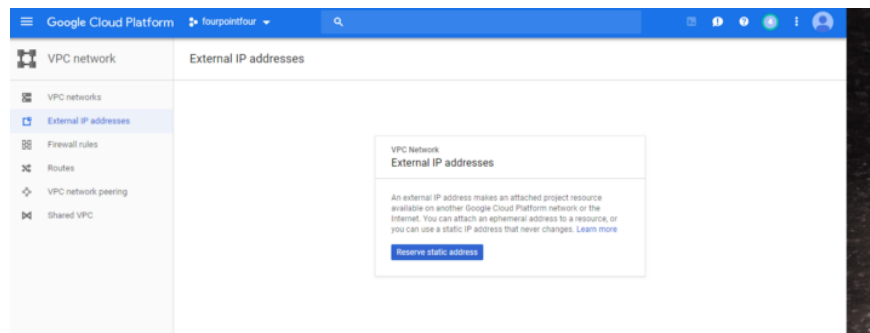 Google Cloud Platform
fourpointfour
VPC network
External IP addresses
VPC networks
External IP addresses
Firewall rules
Routes
VPC network peering
Shared VPC
VPC Network
External IP addresses
An external IP address makes an attached project resource
available on another Google Cloud Platform network or the
Internet. You can attach an ephemeral address to a resource, or
you can use a static IP address that never changes. Learn more
Reserve static address